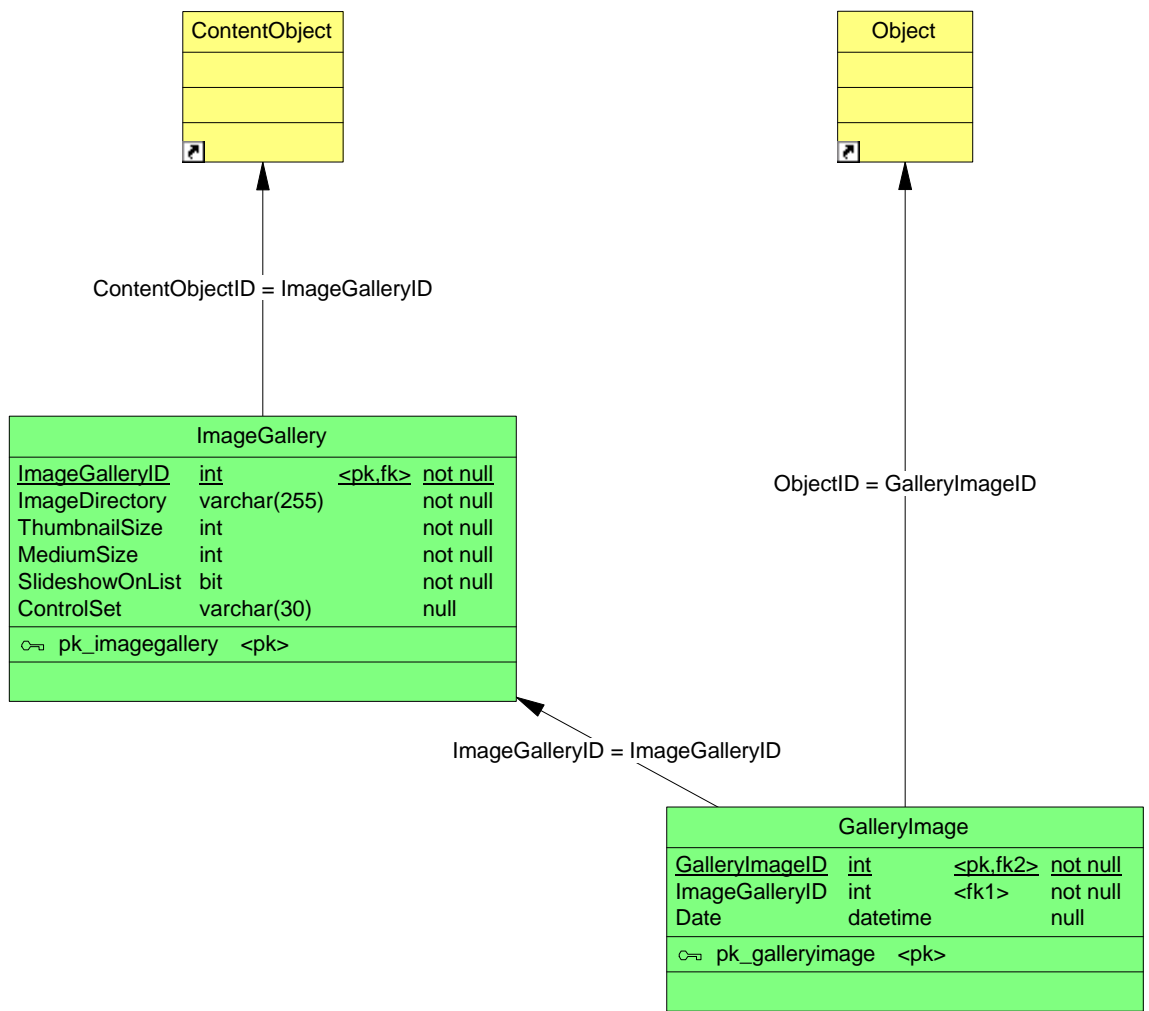 ContentObject
Object
ContentObjectID = ImageGalleryID
ImageGallery
ImageGalleryID int <pk,fk> not null
ImageDirectory varchar(255) not null
ThumbnailSize int not null
MediumSize int not null
SlideshowOnList bit not null
ControlSet varchar(30) null
pk_imagegallery <pk>
ObjectID = GalleryImageID
ImageGalleryID = ImageGalleryID
GalleryImage
GalleryImageID int <pk,fk2> not null
ImageGalleryID int <fk1> not null
Date datetime null
pk_galleryimage <pk>